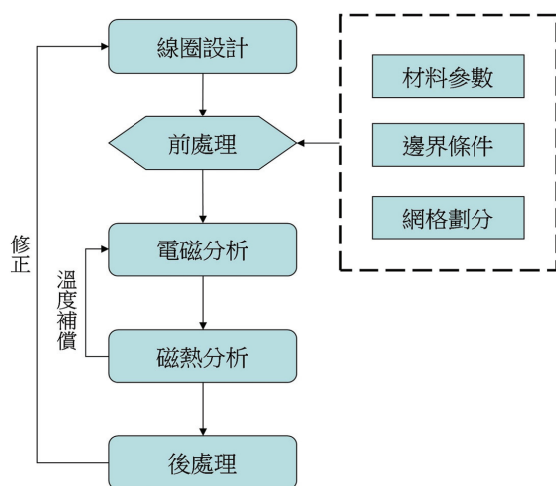 線圈設計
前處理
材料參數
邊界條件
網格劃分
電磁分析
溫度補償
磁熱分析
後處理
修正